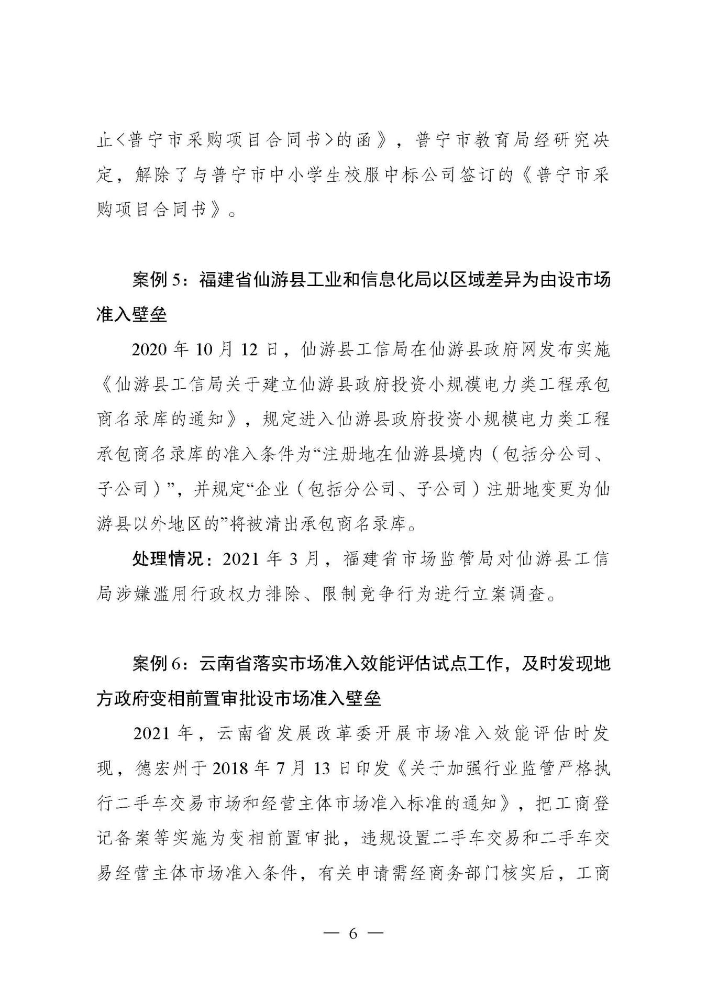 止<普宁市采购项目合同书>的函》，普宁市教育局经研究决
定，解除了与普宁市中小学生校服中标公司签订的《普宁市采
购项目合同书》。
案例 5：福建省仙游县工业和信息化局以区域差异为由设市场
准入壁垒
2020 年 10 月 12 日，仙游县工信局在仙游县政府网发布实施
《仙游县工信局关于建立仙游县政府投资小规模电力类工程承包
商名录库的通知》，规定进入仙游县政府投资小规模电力类工程
承包商名录库的准入条件为“注册地在仙游县境内（包括分公司、
子公司）”，并规定“企业（包括分公司、子公司）注册地变更为仙
游县以外地区的”将被清出承包商名录库。
处理情况：2021 年 3 月，福建省市场监管局对仙游县工信
局涉嫌滥用行政权力排除、限制竞争行为进行立案调查。
案例 6：云南省落实市场准入效能评估试点工作，及时发现地
方政府变相前置审批设市场准入壁垒
2021 年，云南省发展改革委开展市场准入效能评估时发
现，德宏州于 2018 年 7 月 13 日印发《关于加强行业监管严格执
行二手车交易市场和经营主体市场准入标准的通知》，把工商登
记备案等实施为变相前置审批，违规设置二手车交易和二手车交
易经营主体市场准入条件，有关申请需经商务部门核实后，工商
— 6 —